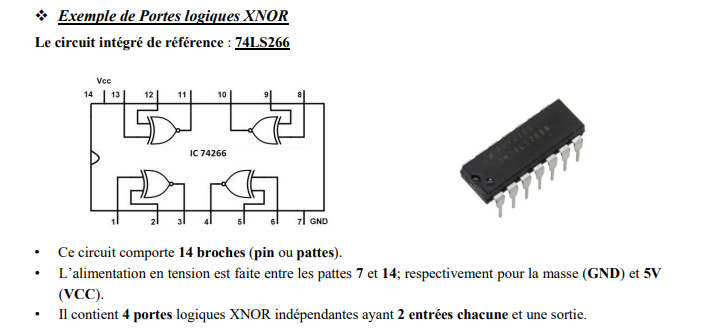 ❖ Exemple de Portes logiques XNOR
Le circuit intégré de référence : 74LS266
Vcc
14 13 12 11 10 9 8
IC 74266
1 2 3 4 5 6 7 GND
• Ce circuit comporte 14 broches (pin ou pattes).
• L’alimentation en tension est faite entre les pattes 7 et 14; respectivement pour la masse (GND) et 5V
(VCC).
• Il contient 4 portes logiques XNOR indépendantes ayant 2 entrées chacune et une sortie.